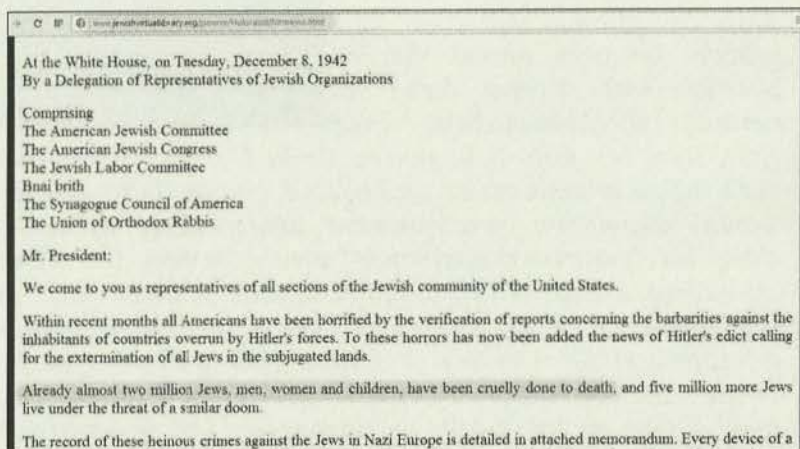 At the White House, on Tuesday, December 8, 1942
By a Delegation of Representatives of Jewish Organizations
Comprising
The American Jewish Committee
The American Jewish Congress
The Jewish Labor Committee
Bnai brith
The Synagogue Council of America
The Union of Orthodox Rabbis
Mr. President:
We come to you as representatives of all sections of the Jewish community of the United States.
Within recent months all Americans have been horrified by the verification of reports concerning the barbarities against the
inhabitants of countries overrun by Hitler's forces. To these horrors has now been added the news of Hitler's edict calling
for the extermination of all Jews in the subjugated lands.
Already almost two million Jews, men, women and children, have been cruelly done to death, and five million more Jews
live under the threat of a similar doom.
The record of these heinous crimes against the Jews in Nazi Europe is detailed in attached memorandum. Every device of a